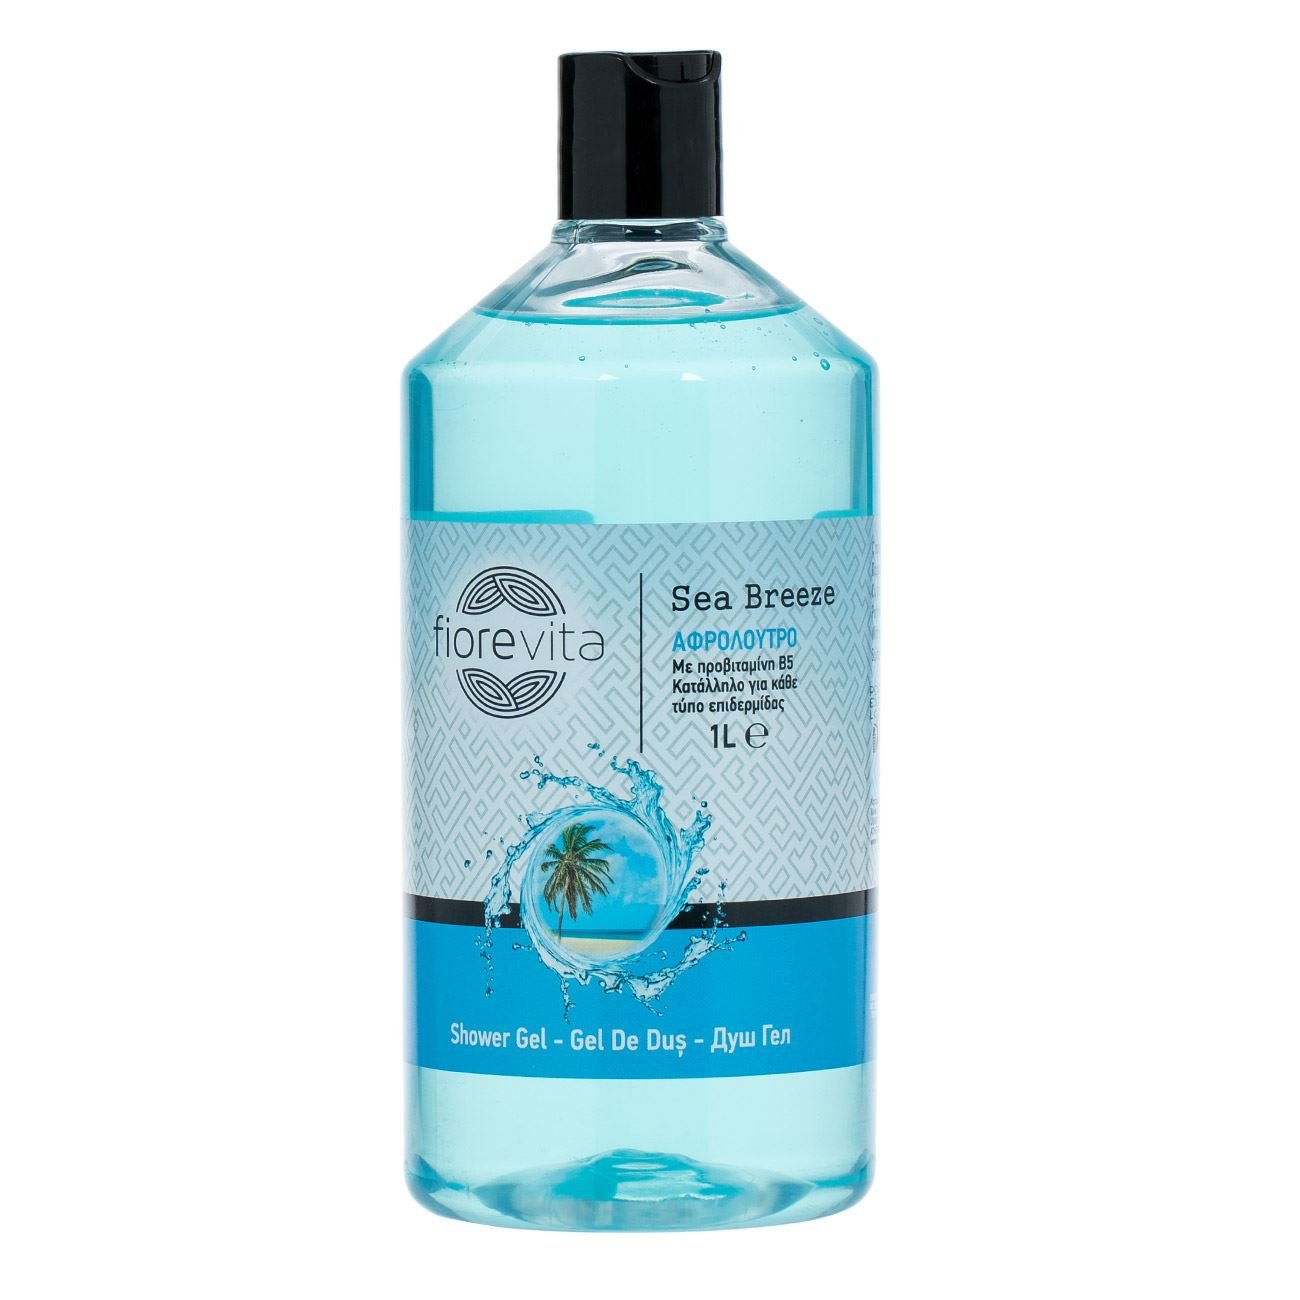 fiorevita
Sea Breeze
ΑΦΡΟΛΟΥΤΡΟ
Με προβιταμίνη Β5
Κατάλληλο για κάθε
τύπο επιδερμίδας
1L ℮
Shower Gel - Gel De Duș - Душ Гел